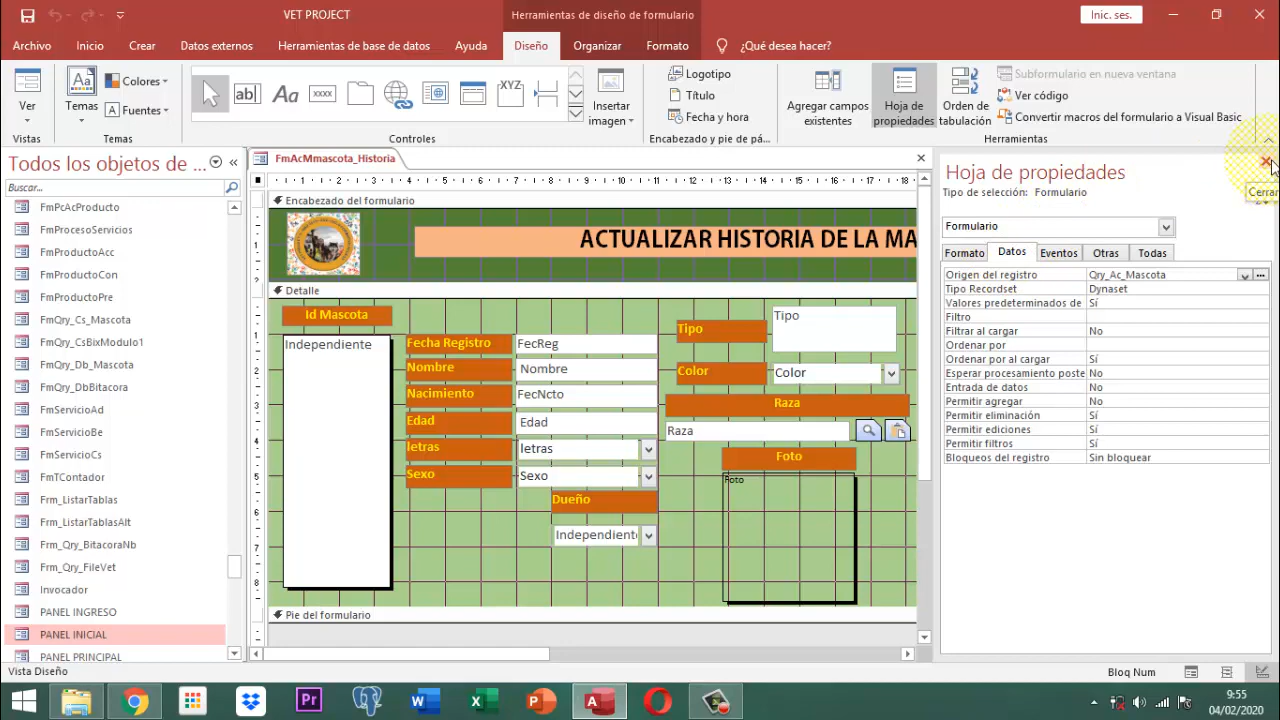 VET PROJECT
Herramientas de diseño de formulario
Inic. ses.
Archivo
Inicio
Crear
Datos externos
Herramientas de base de datos
Ayuda
Diseño
Organizar
Formato
¿Qué desea hacer?
Ver
Vistas
Temas
Colores
Fuentes
Temas
Controles
Insertar imagen
Logotipo
Título
Fecha y hora
Encabezado y pie de pá...
Agregar campos existentes
Hoja de propiedades
Orden de tabulación
Subformulario en nueva ventana
Ver código
Convertir macros del formulario a Visual Basic
Herramientas
Todos los objetos de ...
Buscar...
FmPcAcProducto
FmProcesoServicios
FmProductoAcc
FmProductoCon
FmProductoPre
FmQry_Cs_Mascota
FmQry_CsBixModulo1
FmQry_Db_Mascota
FmQry_DbBitacora
FmServicioAd
FmServicioBe
FmServicioCs
FmTContador
Frm_ListarTablas
Frm_ListarTablasAlt
Frm_Qry_BitacoraNb
Frm_Qry_FileVet
Invocador
PANEL INGRESO
PANEL INICIAL
PANEL PRINCIPAL
FmAcMmascota_Historia
Encabezado del formulario
ACTUALIZAR HISTORIA DE LA MA
Detalle
Id Mascota
Independiente
Fecha Registro FecReg
Nombre Nombre
Nacimiento FecNcto
Edad Edad
letras letras
Sexo Sexo
Dueño
Independient
Tipo Tipo
Color Color
Raza
Raza
Foto
Foto
Pie del formulario
Cerrar
Hoja de propiedades
Tipo de selección: Formulario
Formulario
Formato Datos Eventos Otras Todas
Origen del registro Qry_Ac_Mascota
Tipo Recordset Dynaset
Valores predeterminados de Sí
Filtro
Filtrar al cargar No
Ordenar por
Ordenar por al cargar Sí
Esperar procesamiento poste No
Entrada de datos No
Permitir agregar No
Permitir eliminación Sí
Permitir ediciones Sí
Permitir filtros Sí
Bloqueos del registro Sin bloquear
Vista Diseño
Bloq Num
9:55
04/02/2020